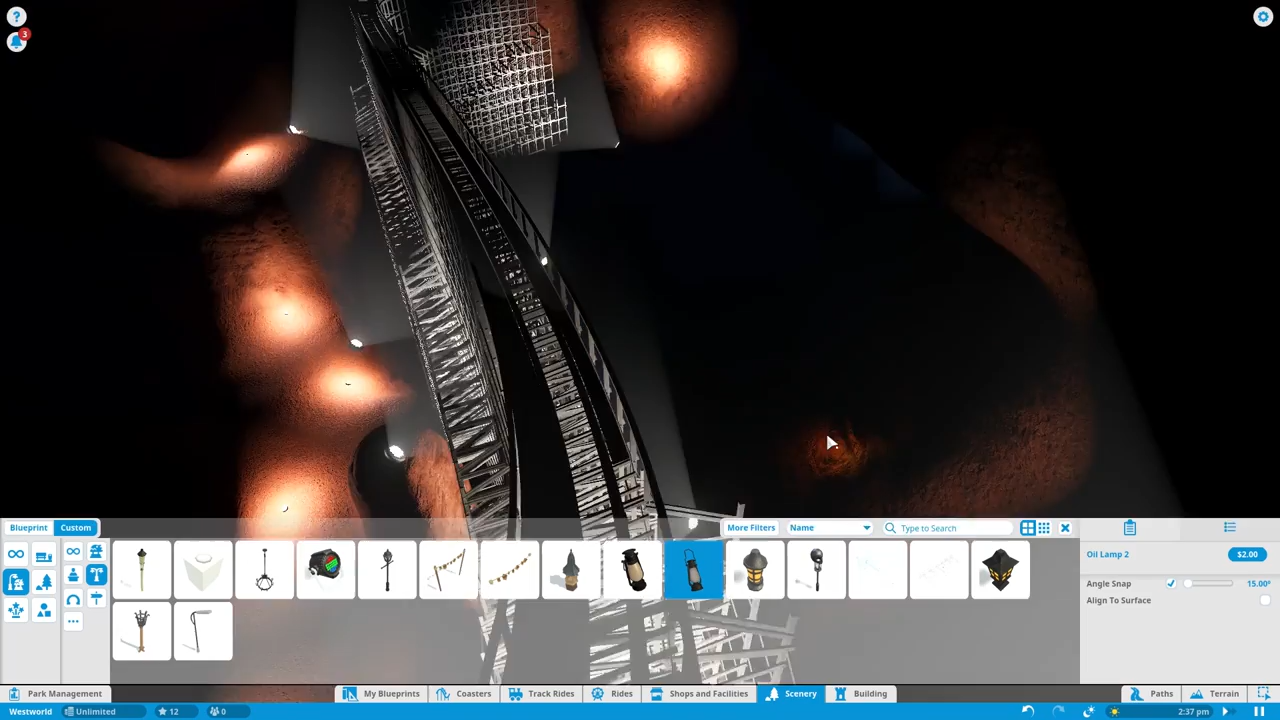 ?
3
Blueprint Custom
More Filters Name Type to Search
Oil Lamp 2 $2.00
Angle Snap 15.00°
Align To Surface
Park Management My Blueprints Coasters Track Rides Rides Shops and Facilities Scenery Building Paths Terrain
Westworld Unlimited 12 0 2:37 pm